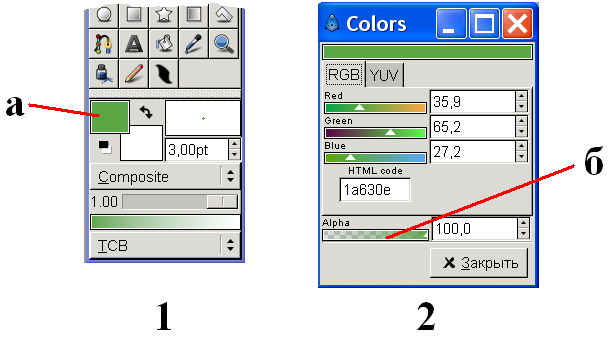 а
3,00pt
Composite
1.00
TCB
1
Colors
RGB YUV
Red
35,9
Green
65,2
Blue
27,2
HTML code
1a630e
Alpha
100,0
Закрыть
б
2